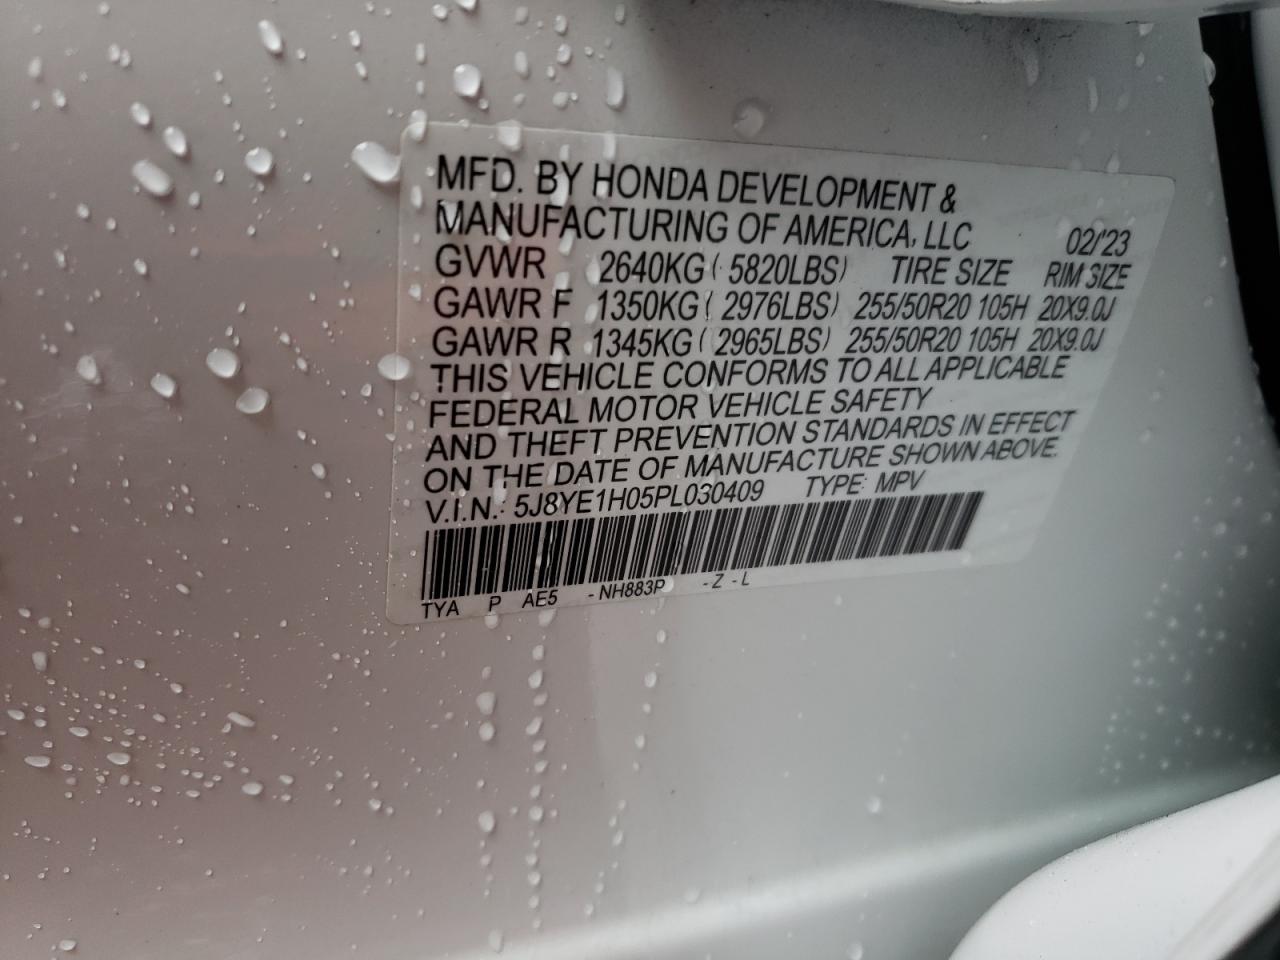 MFD. BY HONDA DEVELOPMENT &
MANUFACTURING OF AMERICA, LLC 02/'23
GVWR 2640KG ( 5820LBS) TIRE SIZE RIM SIZE
GAWR F 1350KG ( 2976LBS) 255/50R20 105H 20X9.0J
GAWR R 1345KG ( 2965LBS) 255/50R20 105H 20X9.0J
THIS VEHICLE CONFORMS TO ALL APPLICABLE
FEDERAL MOTOR VEHICLE SAFETY
AND THEFT PREVENTION STANDARDS IN EFFECT
ON THE DATE OF MANUFACTURE SHOWN ABOVE.
V.I.N.: 5J8YE1H05PL030409 TYPE: MPV
TYA P AE5 - NH883P - Z - L